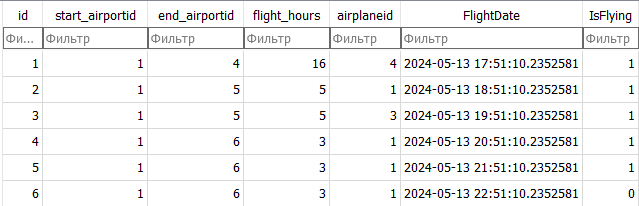 id start_airportid end_airportid flight_hours airplaneid FlightDate IsFlying
Фи... Фильтр Фильтр Фильтр Фильтр Фильтр Фильтр
1 1 4 16 4 2024-05-13 17:51:10.2352581 1
2 1 5 5 1 2024-05-13 18:51:10.2352581 1
3 1 5 5 3 2024-05-13 19:51:10.2352581 1
4 1 6 3 1 2024-05-13 20:51:10.2352581 1
5 1 6 3 1 2024-05-13 21:51:10.2352581 1
6 1 6 3 1 2024-05-13 22:51:10.2352581 0